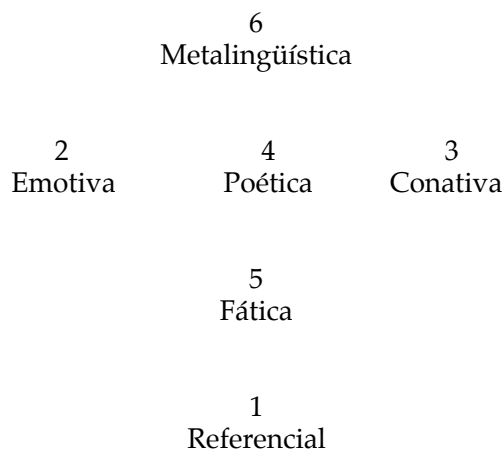 6
Metalingüística
2 4 3
Emotiva Poética Conativa
5
Fática
1
Referencial